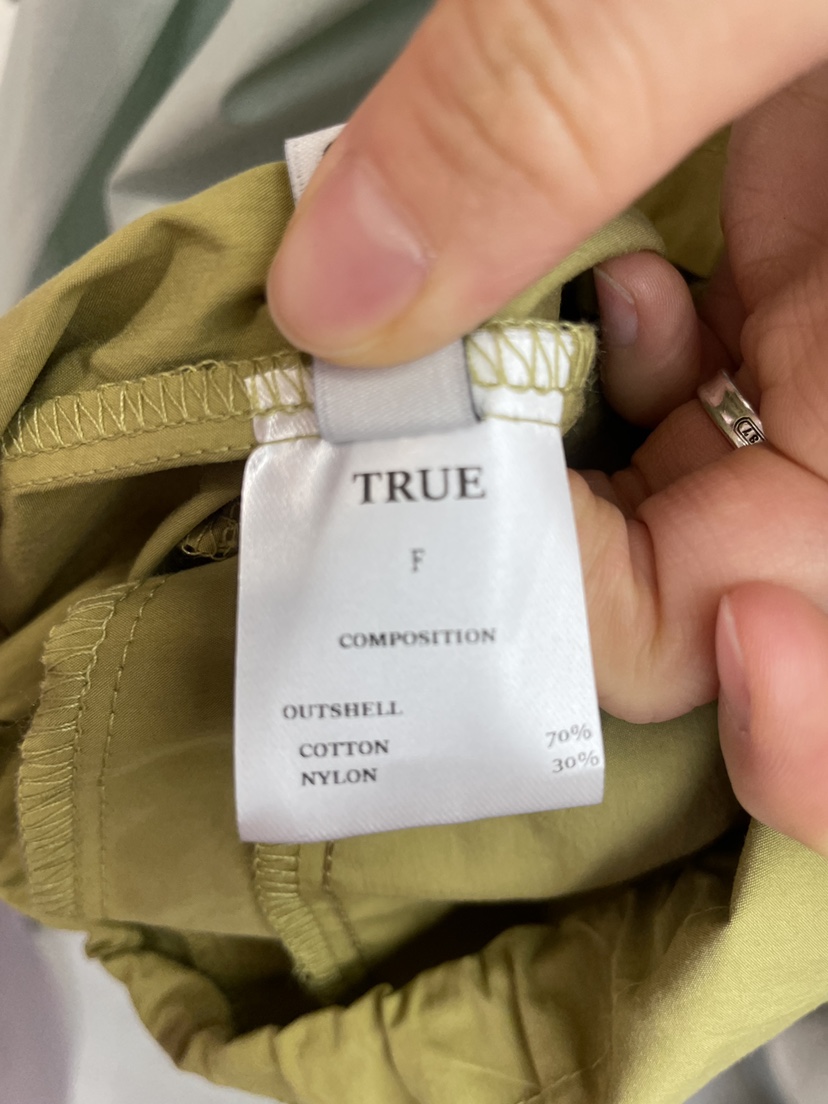 TRUE
F
COMPOSITION
OUTSHELL
COTTON 70%
NYLON 30%